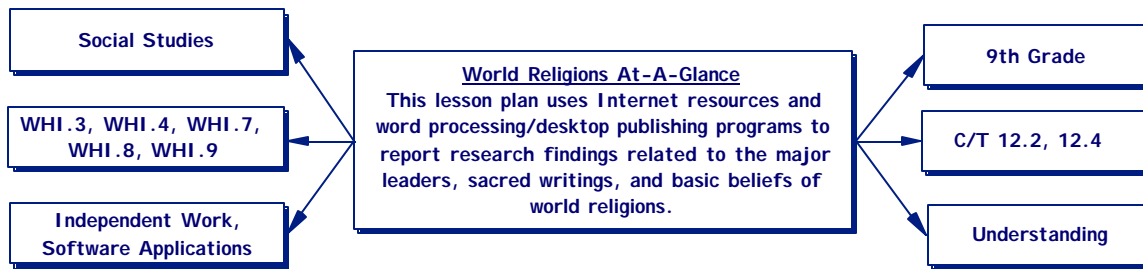 Social Studies
WHI.3, WHI.4, WHI.7,
WHI.8, WHI.9
Independent Work,
Software Applications
World Religions At-A-Glance
This lesson plan uses Internet resources and
word processing/desktop publishing programs to
report research findings related to the major
leaders, sacred writings, and basic beliefs of
world religions.
9th Grade
C/T 12.2, 12.4
Understanding